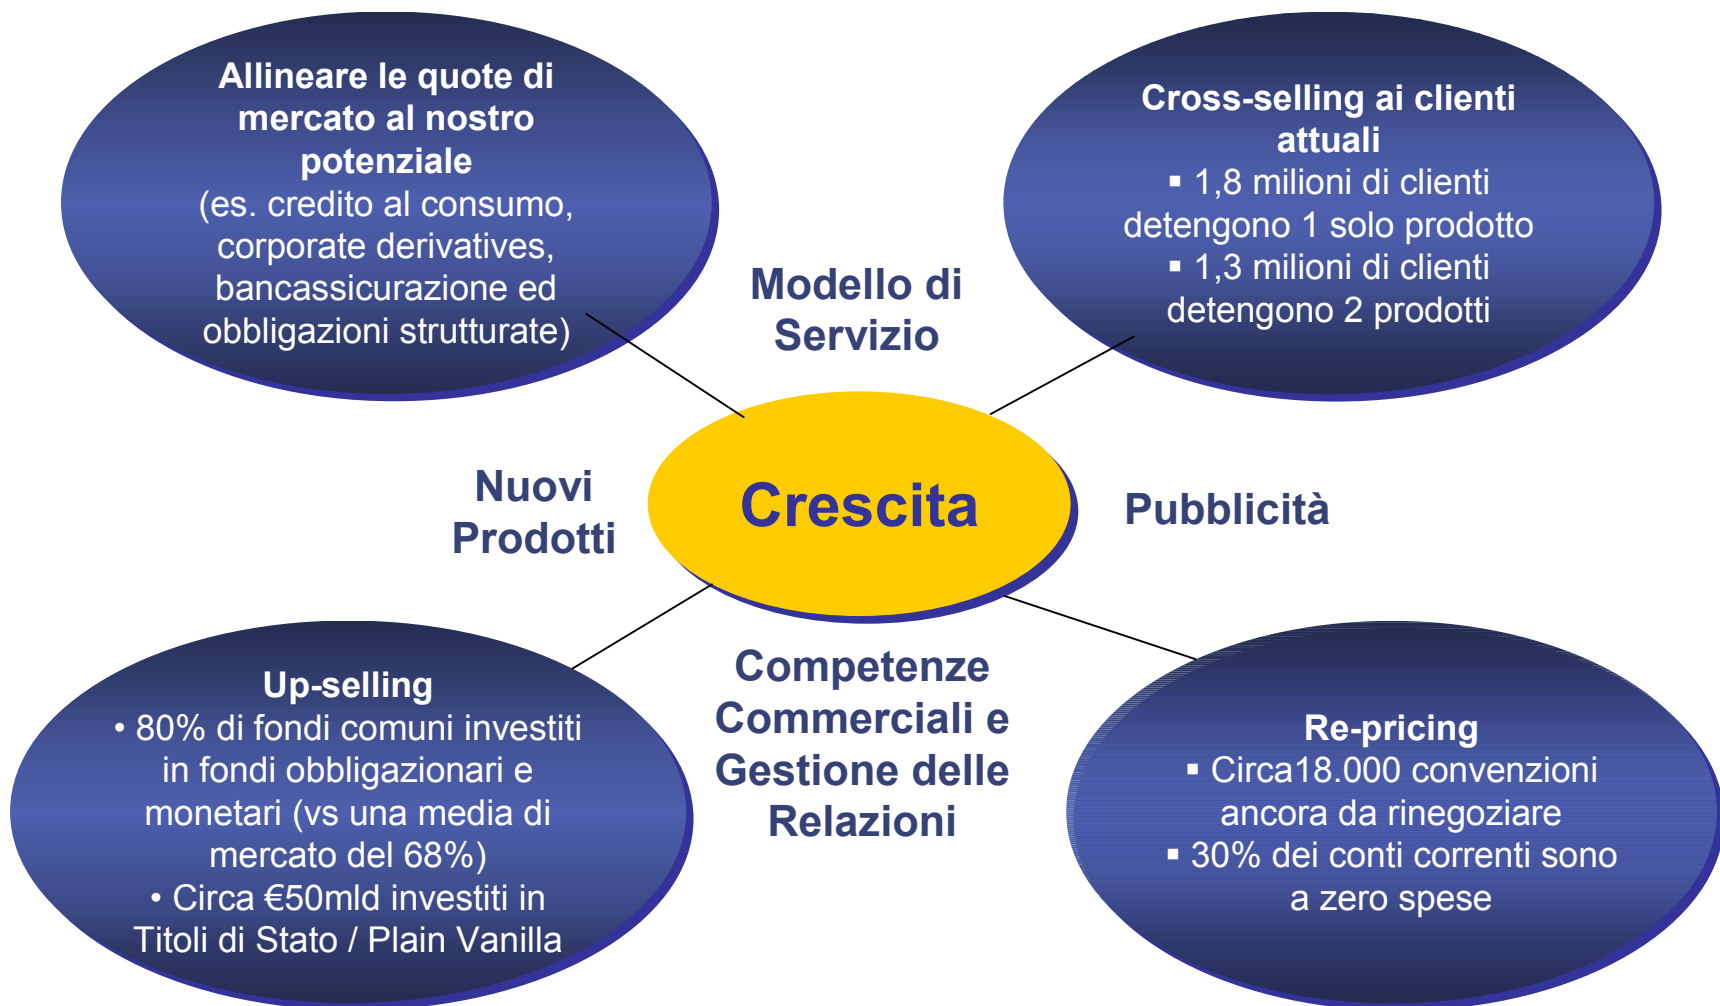 Allineare le quote di
mercato al nostro
potenziale
(es. credito al consumo,
corporate derivatives,
bancassicurazione ed
obbligazioni strutturate)
Cross-selling ai clienti
attuali
▪ 1,8 milioni di clienti
detengono 1 solo prodotto
▪ 1,3 milioni di clienti
detengono 2 prodotti
Modello di
Servizio
Nuovi
Prodotti
Crescita
Pubblicità
Competenze
Commerciali e
Gestione delle
Relazioni
Up-selling
• 80% di fondi comuni investiti
in fondi obbligazionari e
monetari (vs una media di
mercato del 68%)
• Circa €50mld investiti in
Titoli di Stato / Plain Vanilla
Re-pricing
▪ Circa18.000 convenzioni
ancora da rinegoziare
▪ 30% dei conti correnti sono
a zero spese